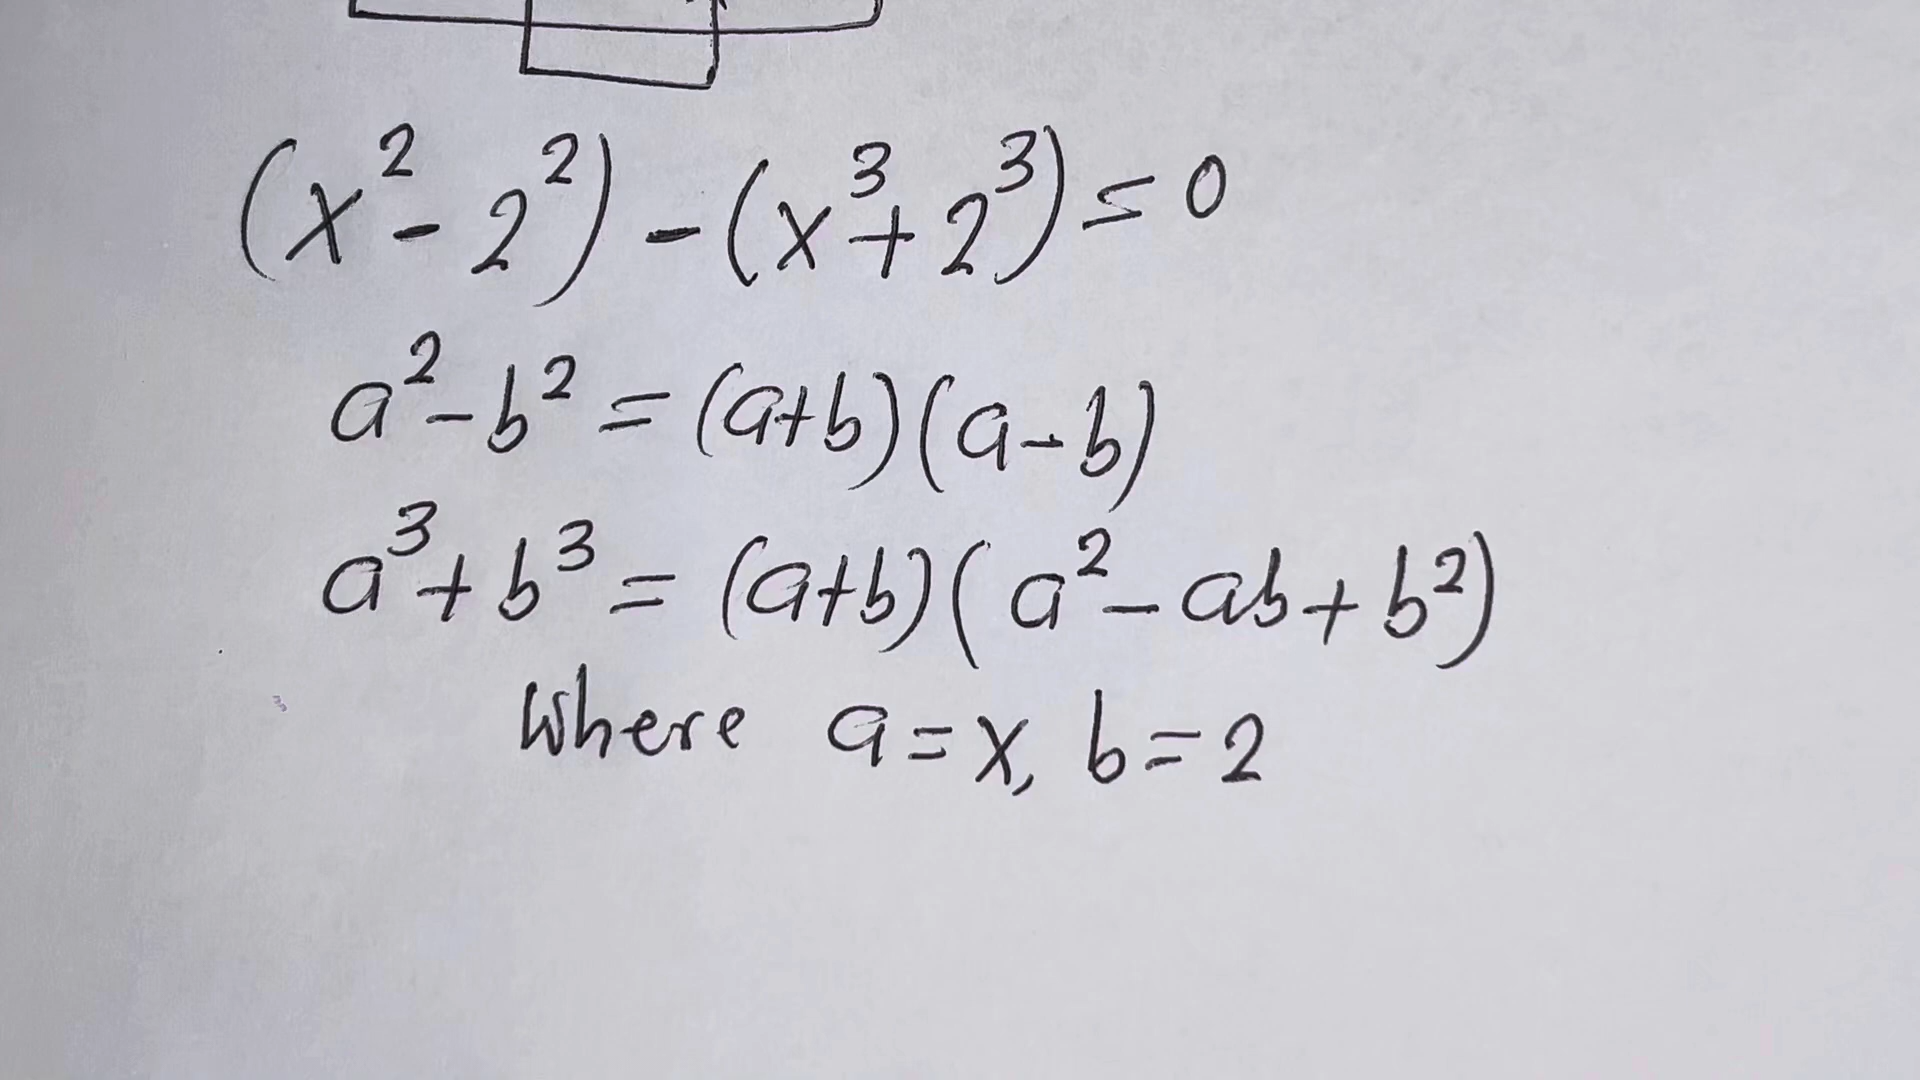 (x² - 2²) - (x³ + 2³) = 0
a² - b² = (a+b)(a-b)
a³ + b³ = (a+b)(a² - ab + b²)
Where a = x, b = 2